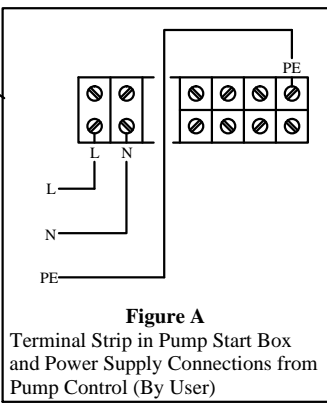 PE
L N
L
N
PE
Figure A
Terminal Strip in Pump Start Box
and Power Supply Connections from
Pump Control (By User)